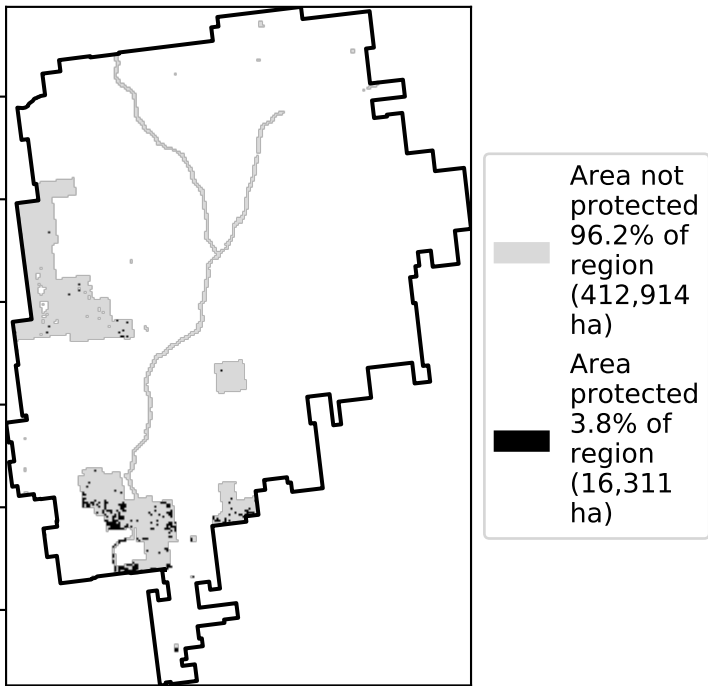 Area not
protected
96.2% of
region
(412,914
ha)
Area
protected
3.8% of
region
(16,311
ha)